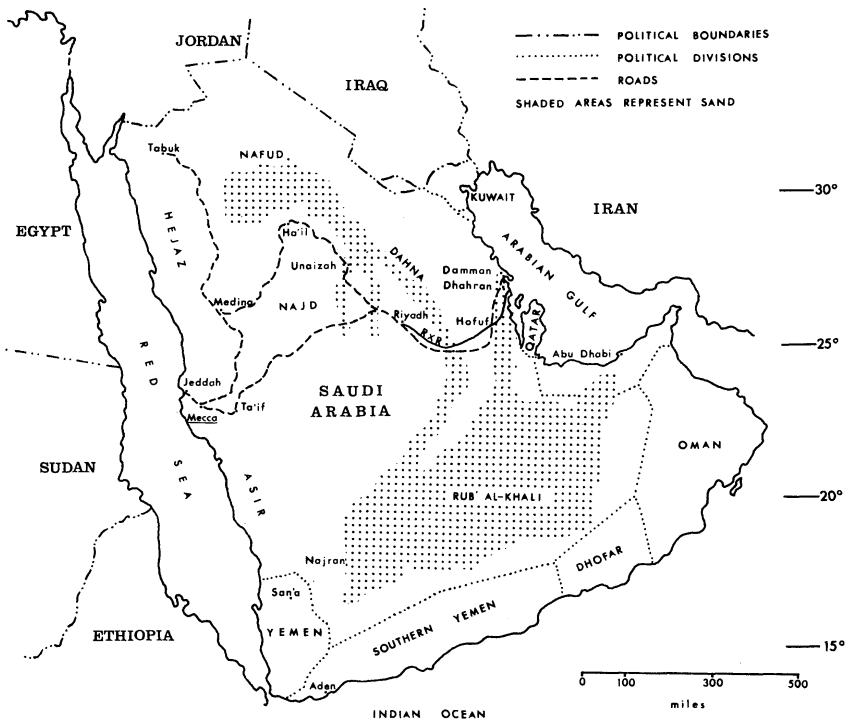 JORDAN
POLITICAL BOUNDARIES
POLITICAL DIVISIONS
ROADS
SHADED AREAS REPRESENT SAND
IRAQ
Tabuk
NAFUD
30°
KUWAIT
IRAN
EGYPT
HEJAZ
Ha'il
ARABIAN GULF
Unaizah
DAHNA
Damman
Dhahran
Medina
NAJD
Riyadh
Hofuf
QATAR
RXR
25°
Abu Dhabi
RED SEA
Jeddah
SAUDI
ARABIA
Ta'if
Mecca
OMAN
SUDAN
ASIR
RUB' AL-KHALI
20°
Najran
DHOFAR
San'a
YEMEN
SOUTHERN YEMEN
ETHIOPIA
15°
Aden
0 100 300 500
miles
INDIAN OCEAN